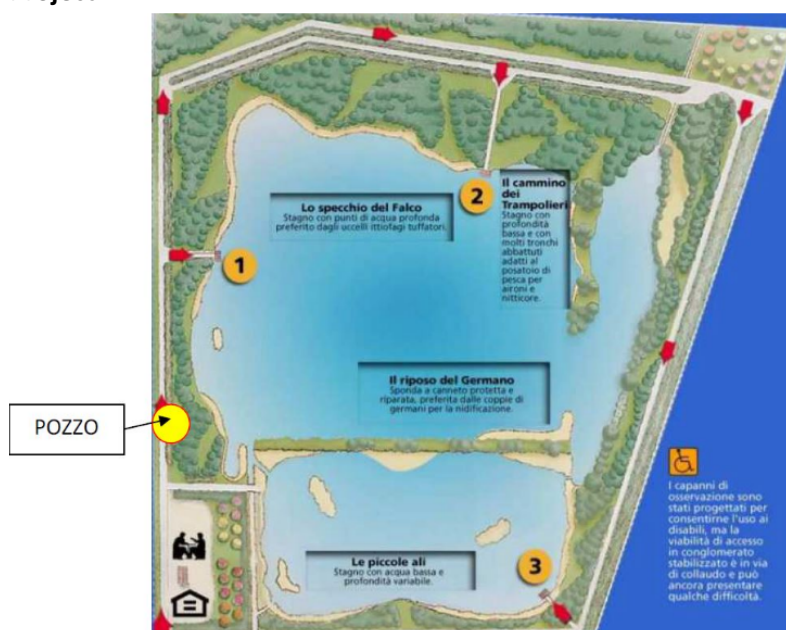 2
Il cammino
dei
Trampolieri
Stagno con
profondità
bassa e con
molti tronchi
abbattuti
adatti al
posatoio di
pesca per
aironi e
nitticore.
Lo specchio del Falco
Stagno con punti di acqua profonda
preferito dagli uccelli ittiofagi tuffatori.
1
Il riposo del Germano
Sponda a canneto protetta e
riparata, preferita dalle coppie di
germani per la nidificazione.
POZZO
I capanni di
osservazione sono
stati progettati per
consentirne l'uso ai
disabili, ma la
viabilità di accesso
in conglomerato
stabilizzato è in via
di collaudo e può
ancora presentare
qualche difficoltà.
Le piccole ali
Stagno con acqua bassa e
profondità variabile.
3